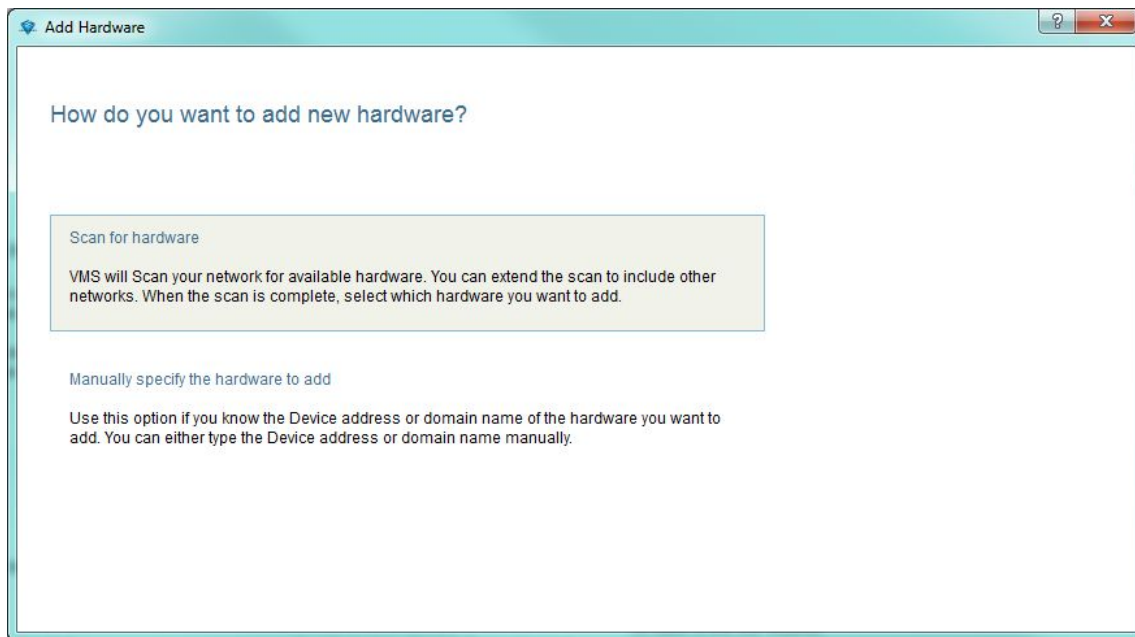 Add Hardware
How do you want to add new hardware?
Scan for hardware
VMS will Scan your network for available hardware. You can extend the scan to include other
networks. When the scan is complete, select which hardware you want to add.
Manually specify the hardware to add
Use this option if you know the Device address or domain name of the hardware you want to
add. You can either type the Device address or domain name manually.